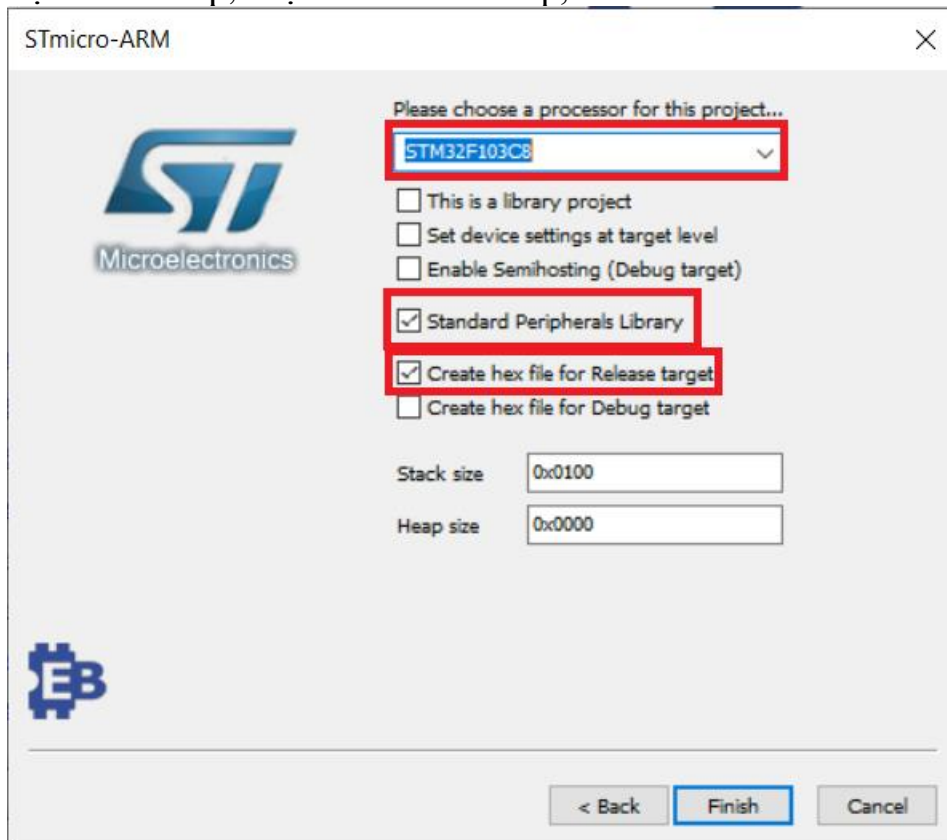 STmicro-ARM
Please choose a processor for this project...
STM32F103C8
This is a library project
Set device settings at target level
Enable Semihosting (Debug target)
Standard Peripherals Library
Create hex file for Release target
Create hex file for Debug target
Stack size 0x0100
Heap size 0x0000
ST
Microelectronics
EB
< Back Finish Cancel